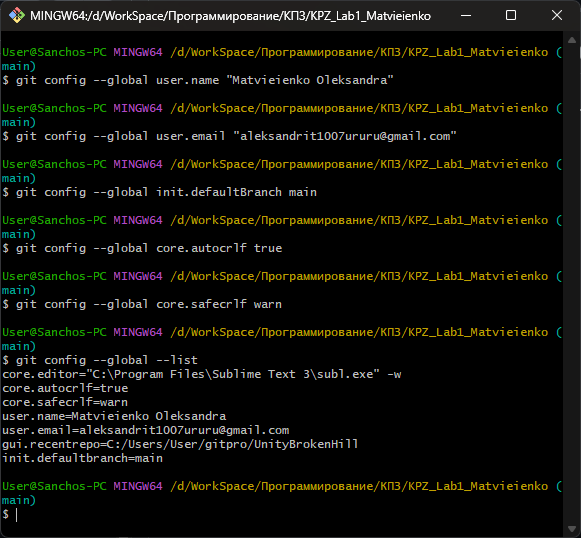 MINGW64:/d/WorkSpace/Программирование/КПЗ/KPZ_Lab1_Matvieienko
User@Sanchos-PC MINGW64 /d/WorkSpace/Программирование/КПЗ/KPZ_Lab1_Matvieienko (
main)
$ git config --global user.name "Matvieienko Oleksandra"
User@Sanchos-PC MINGW64 /d/WorkSpace/Программирование/КПЗ/KPZ_Lab1_Matvieienko (
main)
$ git config --global user.email "aleksandrit1007ururu@gmail.com"
User@Sanchos-PC MINGW64 /d/WorkSpace/Программирование/КПЗ/KPZ_Lab1_Matvieienko (
main)
$ git config --global init.defaultBranch main
User@Sanchos-PC MINGW64 /d/WorkSpace/Программирование/КПЗ/KPZ_Lab1_Matvieienko (
main)
$ git config --global core.autocrlf true
User@Sanchos-PC MINGW64 /d/WorkSpace/Программирование/КПЗ/KPZ_Lab1_Matvieienko (
main)
$ git config --global core.safecrlf warn
User@Sanchos-PC MINGW64 /d/WorkSpace/Программирование/КПЗ/KPZ_Lab1_Matvieienko (
main)
$ git config --global --list
core.editor="C:\Program Files\Sublime Text 3\subl.exe" -w
core.autocrlf=true
core.safecrlf=warn
user.name=Matvieienko Oleksandra
user.email=aleksandrit1007ururu@gmail.com
gui.recentrepo=C:/Users/User/gitpro/UnityBrokenHill
init.defaultbranch=main
User@Sanchos-PC MINGW64 /d/WorkSpace/Программирование/КПЗ/KPZ_Lab1_Matvieienko (
main)
$